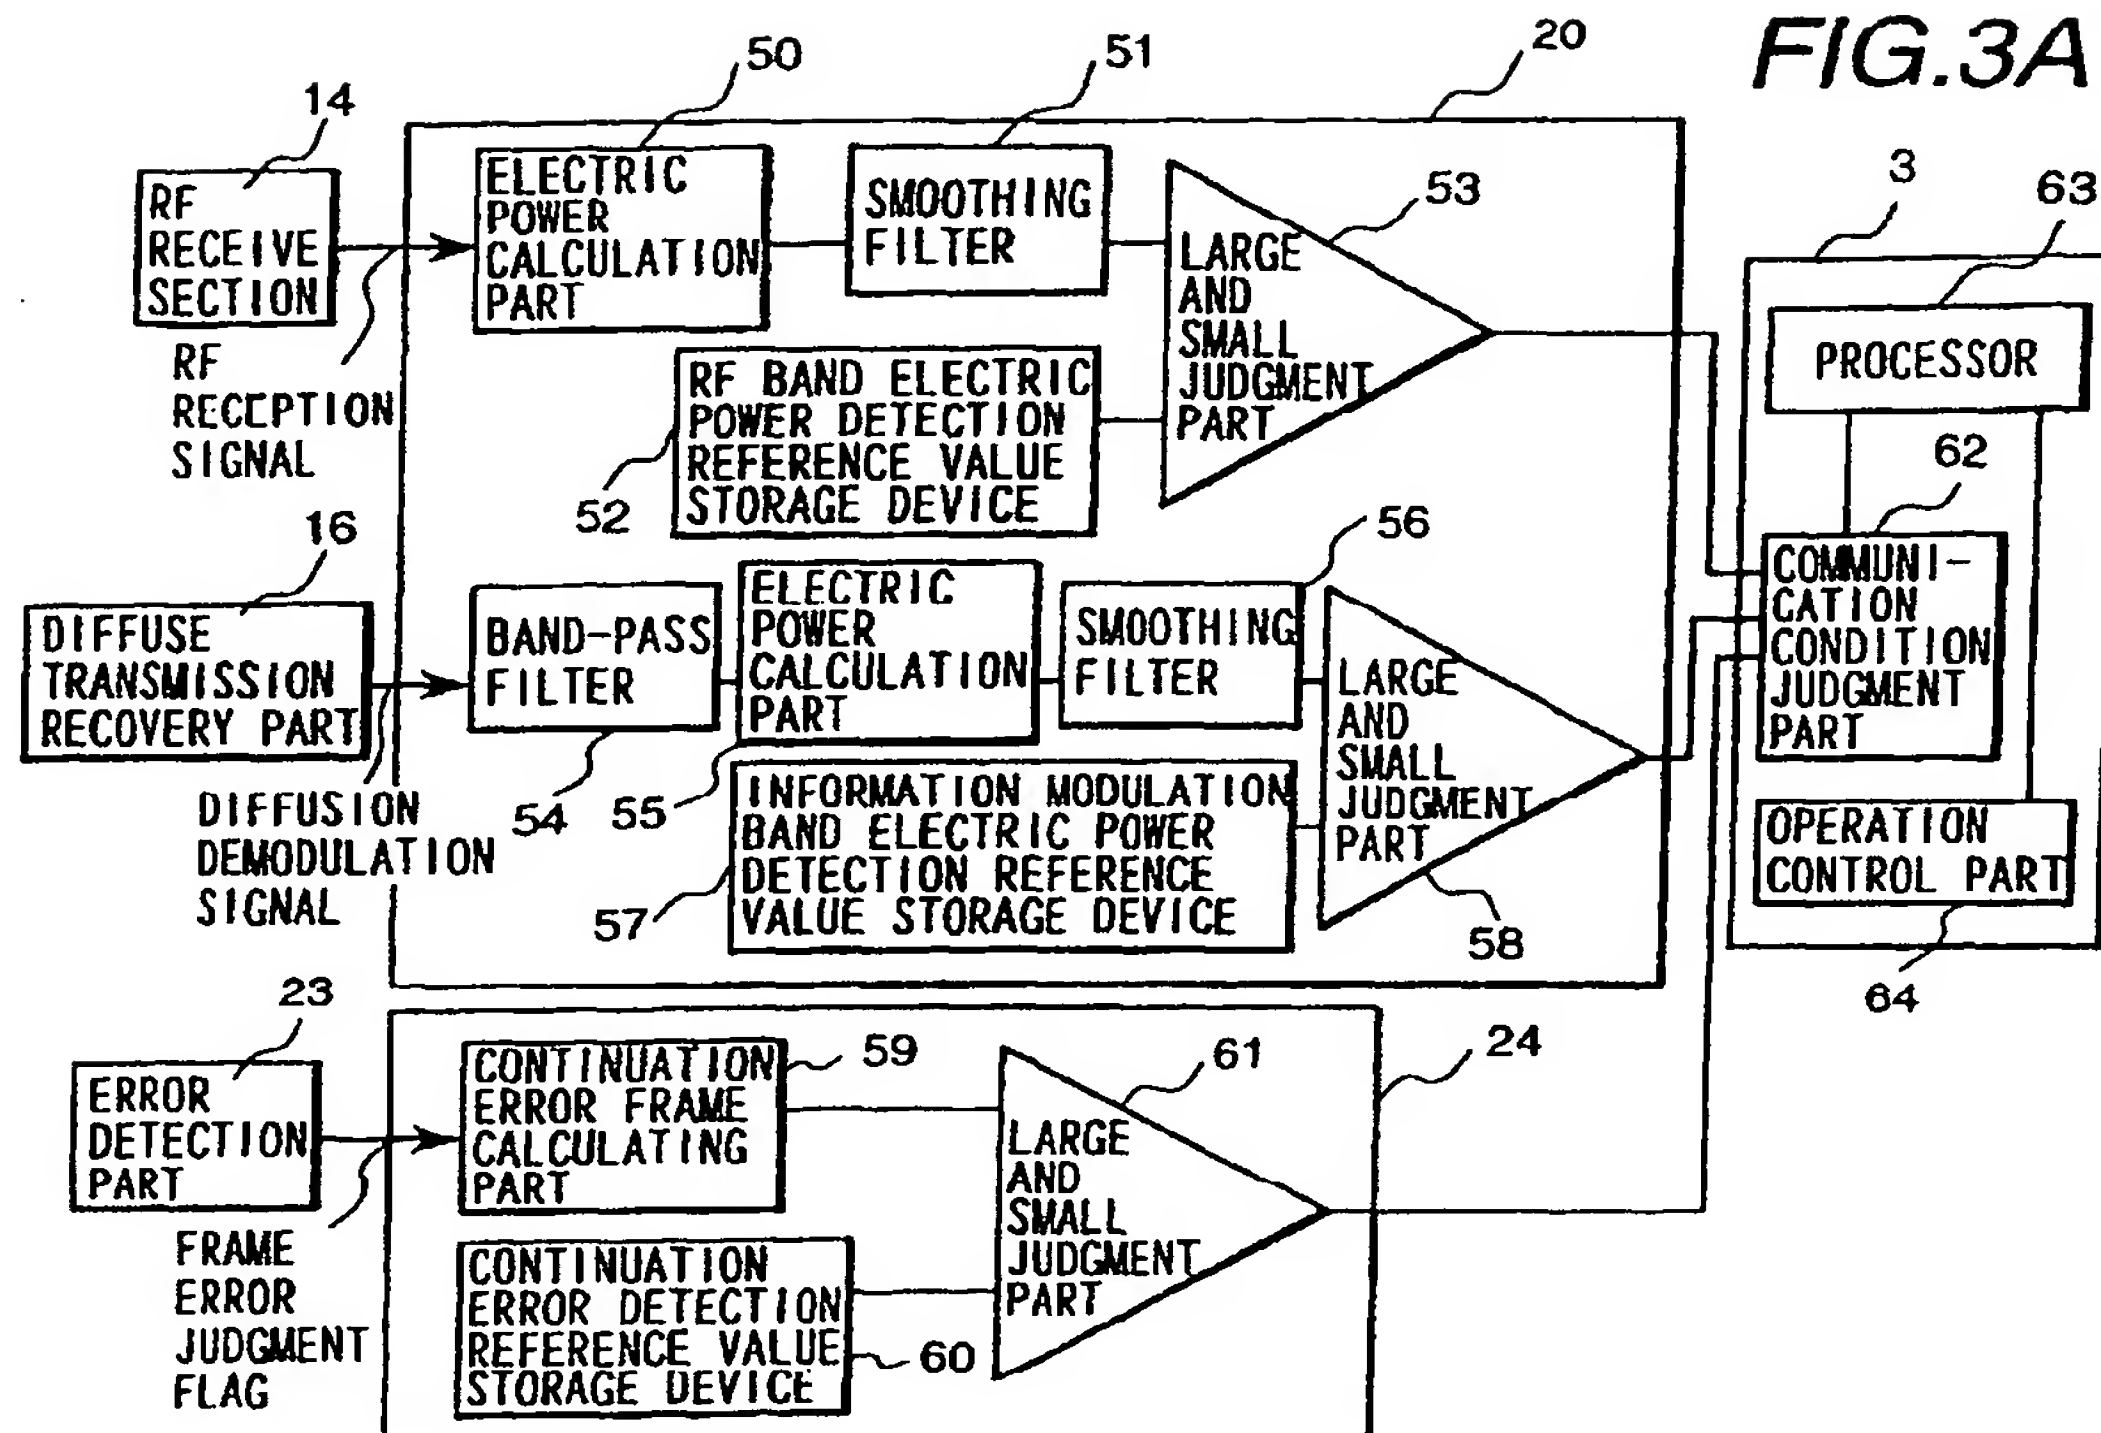 FIG.3A
20
50
51
14
3
63
53
RF
RECEIVE
SECTION
ELECTRIC
POWER
CALCULATION
PART
SMOOTHING
FILTER
LARGE
AND
SMALL
JUDGMENT
PART
PROCESSOR
RF
RECEPTION
SIGNAL
RF BAND ELECTRIC
POWER DETECTION
REFERENCE VALUE
STORAGE DEVICE
52
62
16
56
COMMUNI-
CATION
CONDITION
JUDGMENT
PART
DIFFUSE
TRANSMISSION
RECOVERY PART
BAND-PASS
FILTER
ELECTRIC
POWER
CALCULATION
PART
SMOOTHING
FILTER
LARGE
AND
SMALL
JUDGMENT
PART
54
55
DIFFUSION
DEMODULATION
SIGNAL
INFORMATION MODULATION
BAND ELECTRIC POWER
DETECTION REFERENCE
VALUE STORAGE DEVICE
57
58
OPERATION
CONTROL PART
64
23
59
61
24
ERROR
DETECTION
PART
CONTINUATION
ERROR FRAME
CALCULATING
PART
LARGE
AND
SMALL
JUDGMENT
PART
FRAME
ERROR
JUDGMENT
FLAG
CONTINUATION
ERROR DETECTION
REFERENCE VALUE
STORAGE DEVICE
60